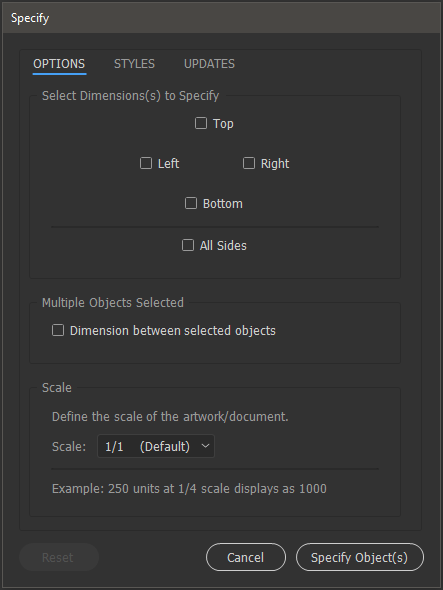 Specify
OPTIONS STYLES UPDATES
Select Dimensions(s) to Specify
Top
Left Right
Bottom
All Sides
Multiple Objects Selected
Dimension between selected objects
Scale
Define the scale of the artwork/document.
Scale: 1/1 (Default)
Example: 250 units at 1/4 scale displays as 1000
Reset Cancel Specify Object(s)